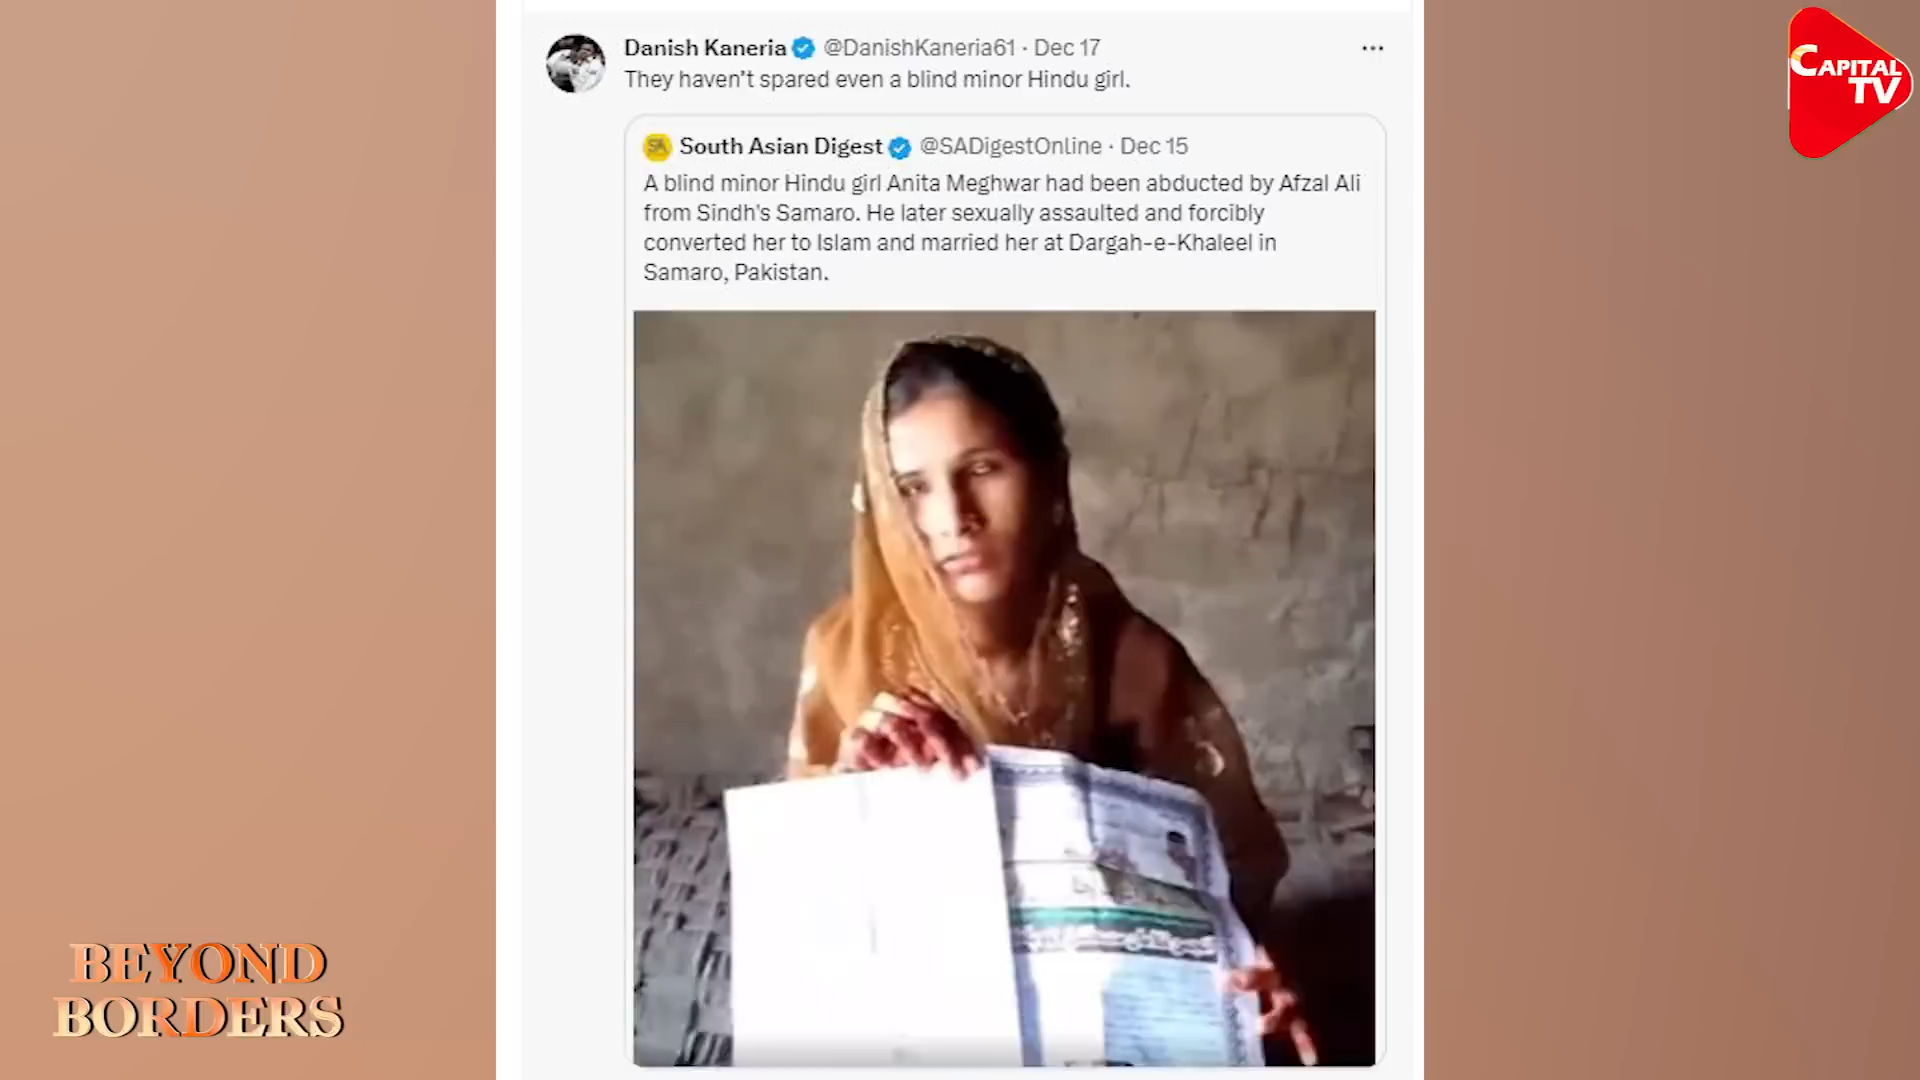 Danish Kaneria @DanishKaneria61 · Dec 17
They haven't spared even a blind minor Hindu girl.
South Asian Digest @SADigestOnline · Dec 15
A blind minor Hindu girl Anita Meghwar had been abducted by Afzal Ali
from Sindh's Samaro. He later sexually assaulted and forcibly
converted her to Islam and married her at Dargah-e-Khaleel in
Samaro, Pakistan.
CAPITAL
TV
BEYOND
BORDERS